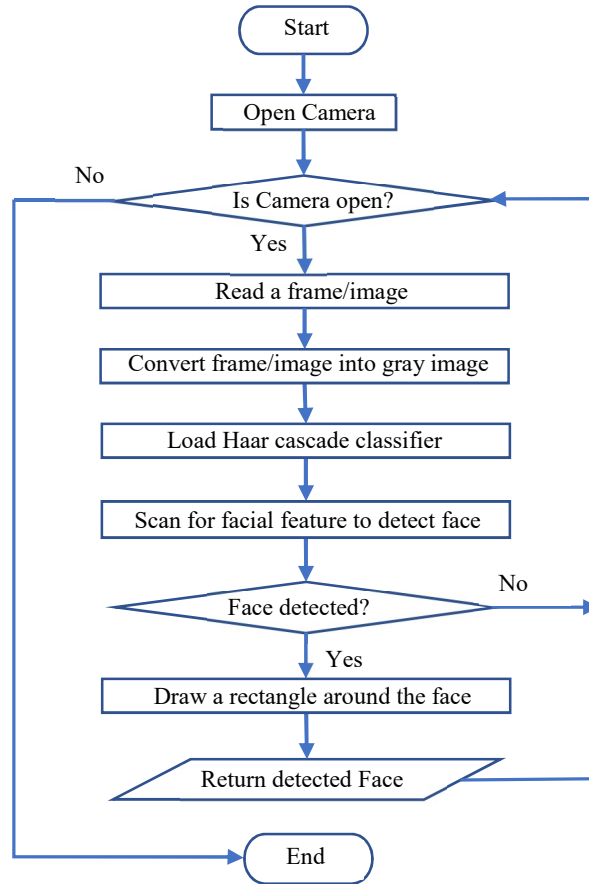 Start
Open Camera
No
Is Camera open?
Yes
Read a frame/image
Convert frame/image into gray image
Load Haar cascade classifier
Scan for facial feature to detect face
No
Face detected?
Yes
Draw a rectangle around the face
Return detected Face
End